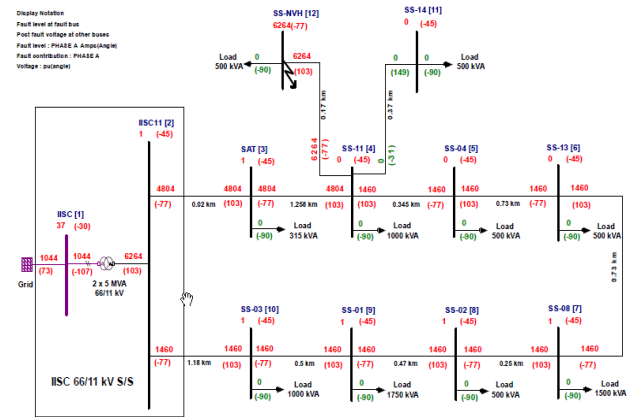 Display Notation
Fault level at fault bus
Post fault voltage at other buses
Fault level : PHASE A Amps(Angle)
Fault contribution : PHASE A
Voltage : pu(angle)
SS-NVH [12]
6264(-77)
SS-14 [11]
0 (-45)
Load
500 kVA
0
(-90)
6264
(103)
0
(149)
0
(-90)
Load
500 kVA
0.17 km
0.37 km
6264
(-77)
0
(-31)
IISC11 [2]
1 (-45)
SAT [3]
1 (-45)
SS-11 [4]
0 (-45)
SS-04 [5]
0 (-45)
SS-13 [6]
0 (-45)
4804
(-77)
0.02 km
4804
(103)
4804
(-77)
1.258 km
4804
(103)
1460
(103)
0.345 km
1460
(-77)
1460
(103)
0.73 km
1460
(-77)
1460
(103)
0
(-90)
Load
315 kVA
0
(-90)
Load
1000 kVA
0
(-90)
Load
500 kVA
0
(-90)
Load
500 kVA
0.73 km
IISC [1]
37 (-30)
1044
(73)
1044
(-107)
6264
(103)
Grid
2 x 5 MVA
66/11 kV
SS-03 [10]
1 (-45)
SS-01 [9]
1 (-45)
SS-02 [8]
1 (-45)
SS-08 [7]
1 (-45)
1460
(-77)
1.18 km
1460
(103)
1460
(-77)
0.5 km
1460
(103)
1460
(-77)
0.47 km
1460
(103)
1460
(-77)
0.25 km
1460
(103)
1460
(-77)
0
(-90)
Load
1000 kVA
0
(-90)
Load
1750 kVA
0
(-90)
Load
500 kVA
0
(-90)
Load
1500 kVA
IISC 66/11 kV S/S